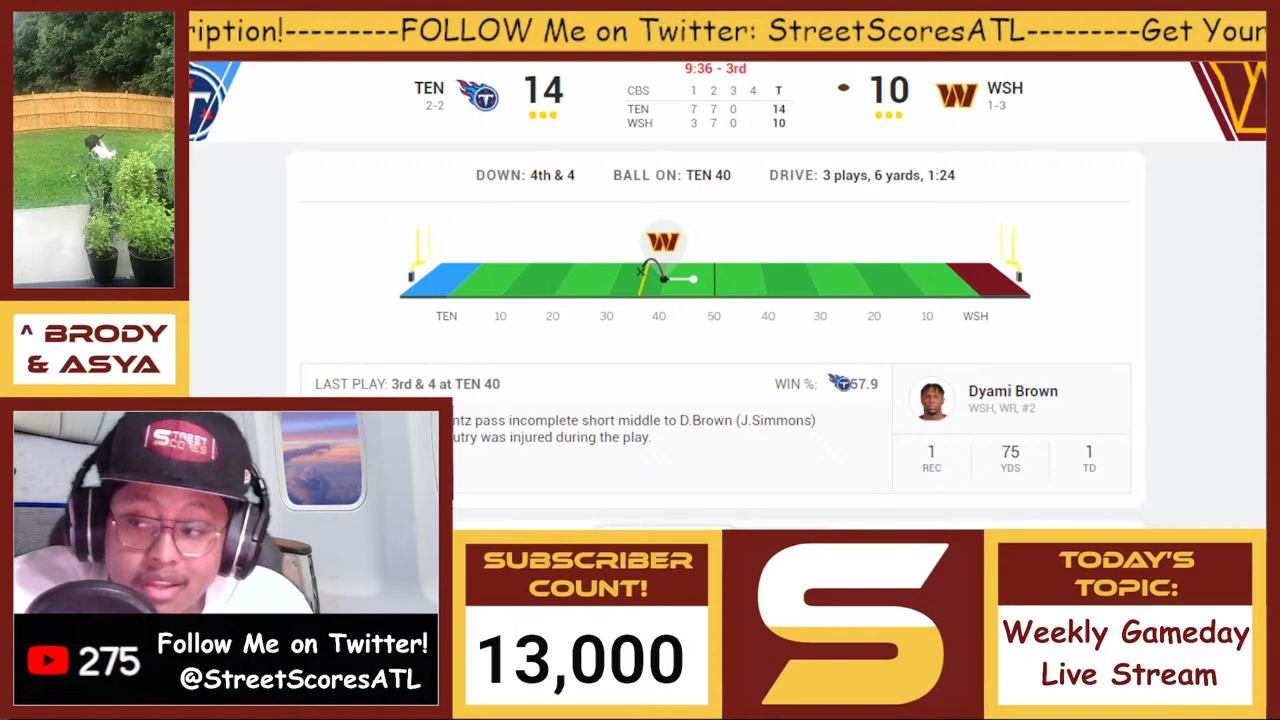 ription!---------FOLLOW Me on Twitter: StreetScoresATL---------Get Your
TEN
2-2
14
9:36 - 3rd
CBS 1 2 3 4 T
TEN 7 7 0 14
WSH 3 7 0 10
10
WSH
1-3
DOWN: 4th & 4 BALL ON: TEN 40 DRIVE: 3 plays, 6 yards, 1:24
TEN 10 20 30 40 50 40 30 20 10 WSH
LAST PLAY: 3rd & 4 at TEN 40 WIN %: 57.9
ntz pass incomplete short middle to D.Brown (J.Simmons)
utry was injured during the play.
Dyami Brown
WSH, WR, #2
1 75 1
REC YDS TD
^ BRODY
& ASYA
STREET
SCORES
275
Follow Me on Twitter!
@StreetScoresATL
SUBSCRIBER
COUNT!
13,000
S
TODAY'S
TOPIC:
Weekly Gameday
Live Stream